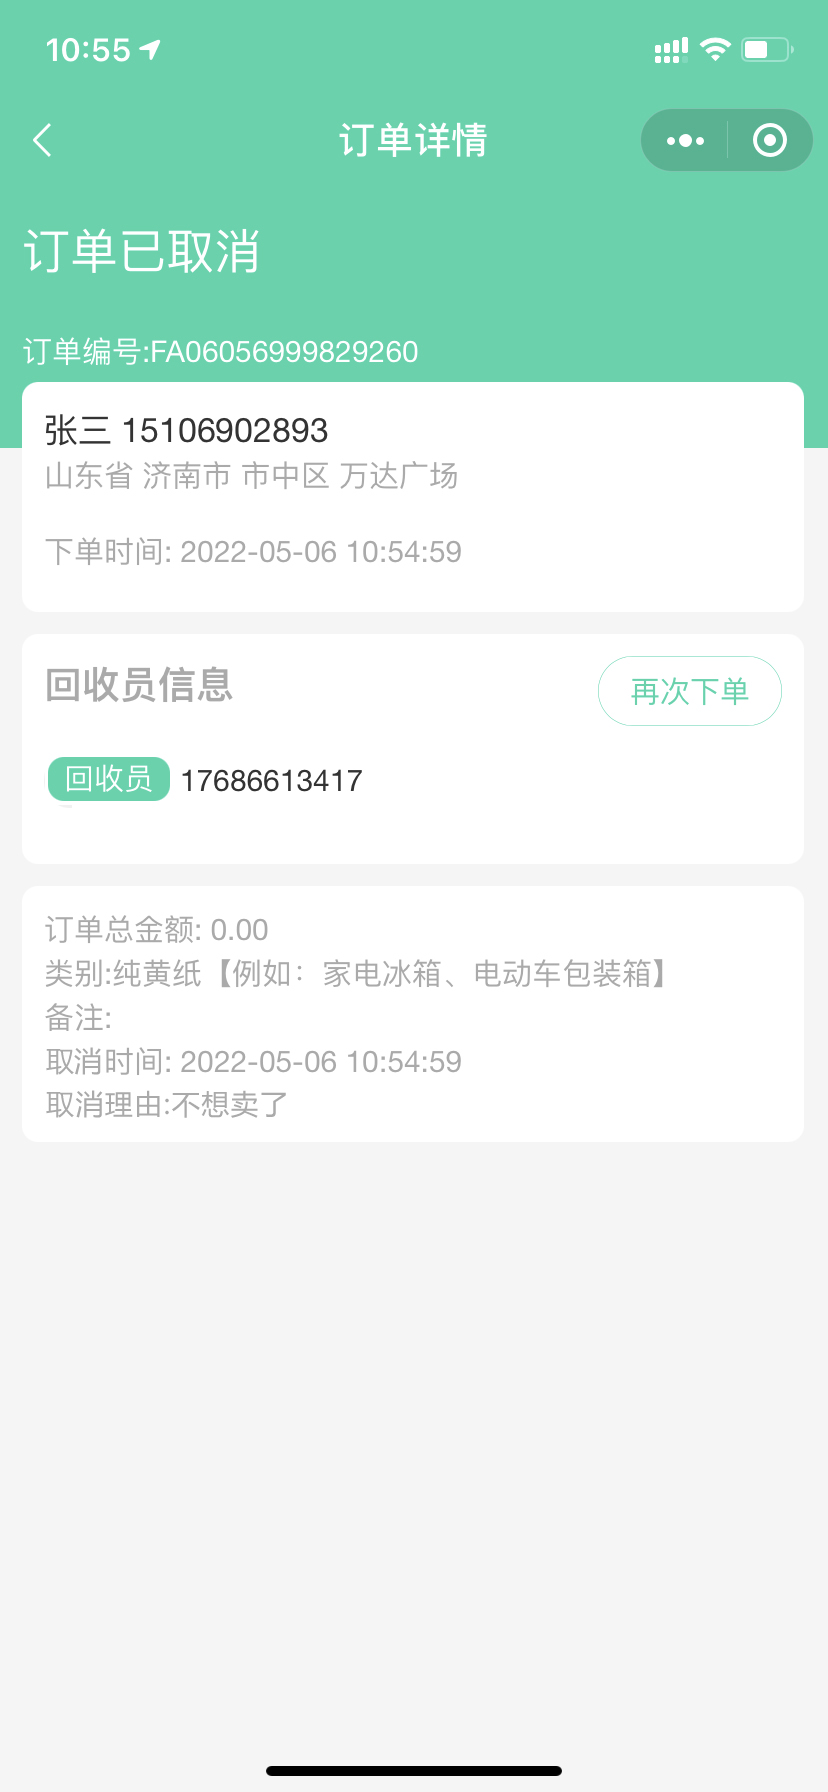 10:55
订单详情
订单已取消
订单编号:FA06056999829260
张三 15106902893
山东省 济南市 市中区 万达广场
下单时间: 2022-05-06 10:54:59
回收员信息
再次下单
回收员 17686613417
订单总金额: 0.00
类别:纯黄纸【例如：家电冰箱、电动车包装箱】
备注:
取消时间: 2022-05-06 10:54:59
取消理由:不想卖了